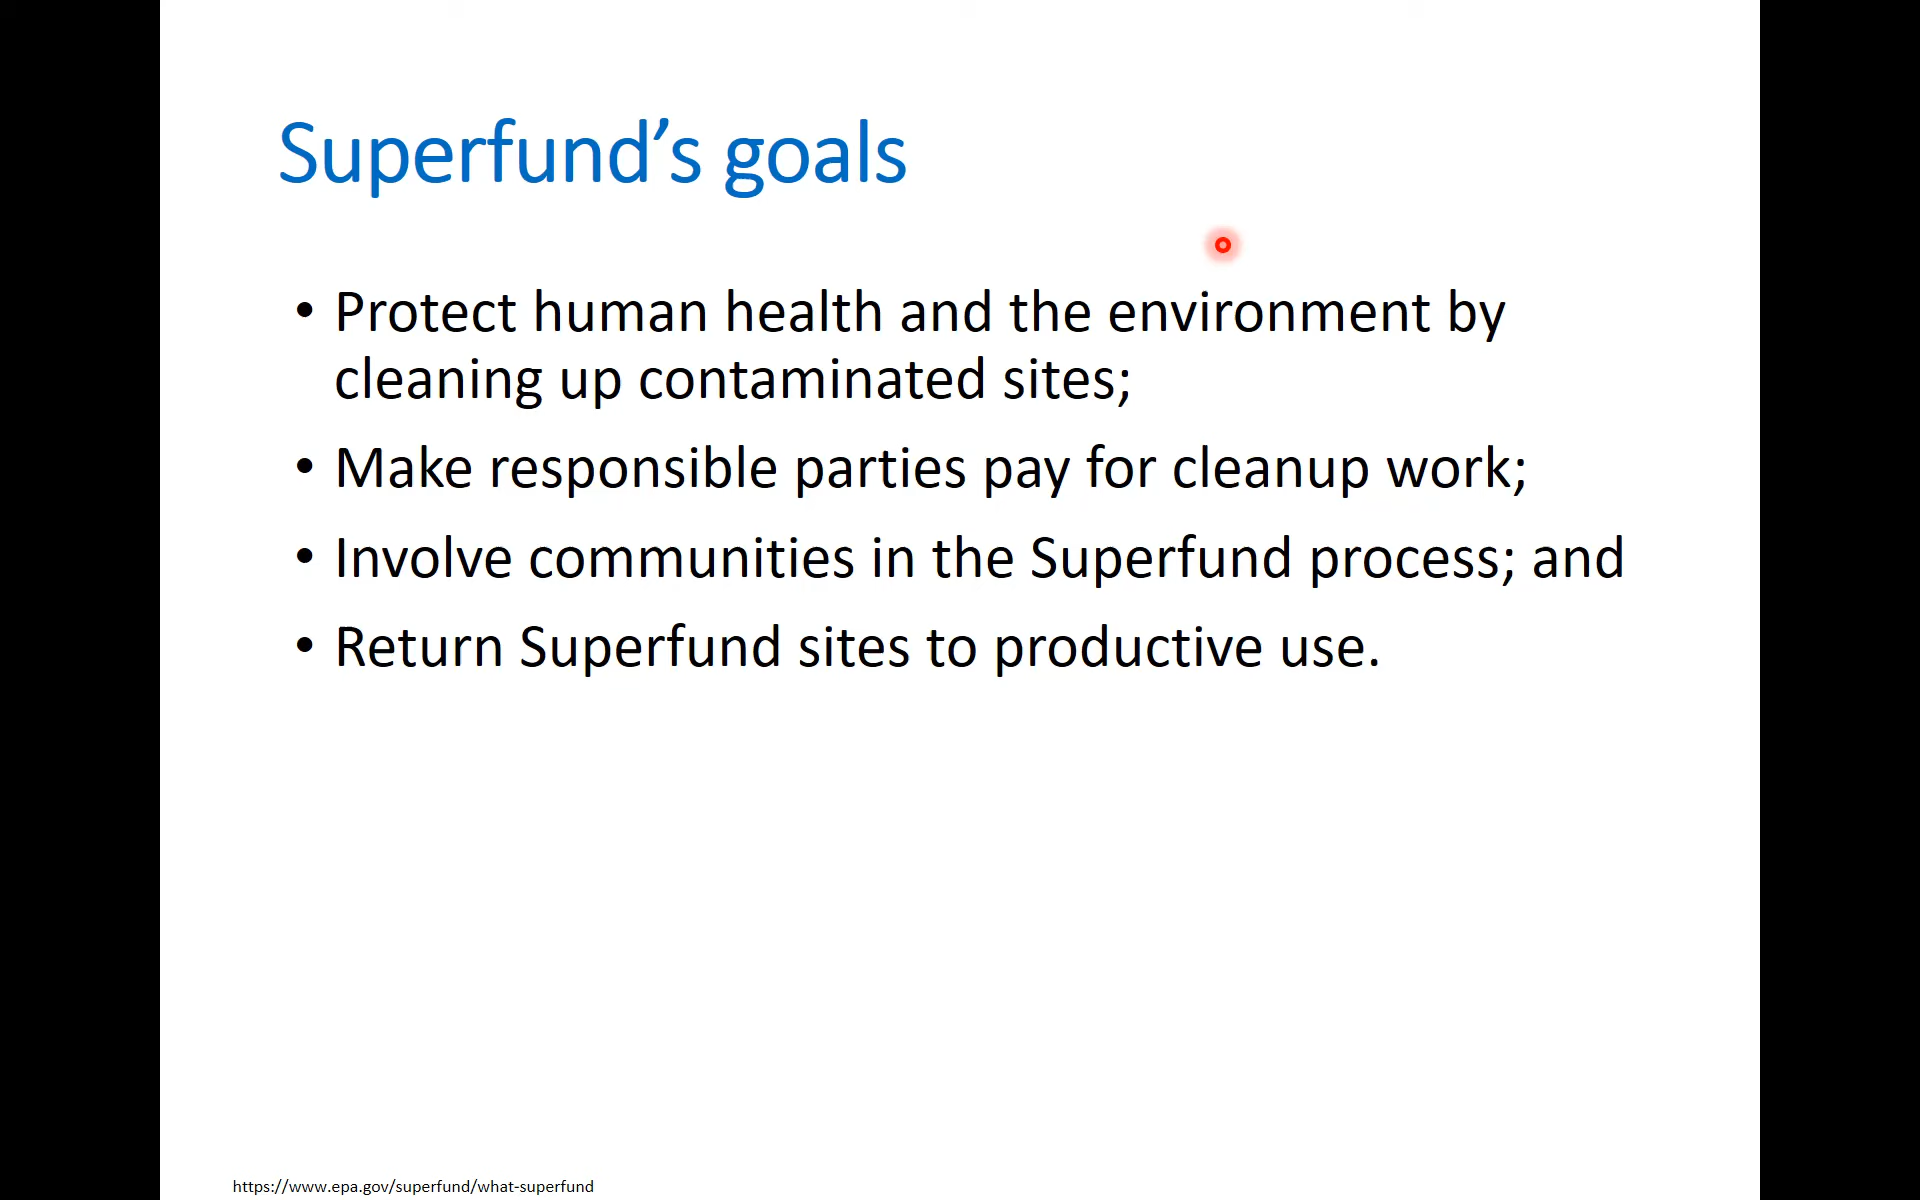 Superfund’s goals
• Protect human health and the environment by
cleaning up contaminated sites;
• Make responsible parties pay for cleanup work;
• Involve communities in the Superfund process; and
• Return Superfund sites to productive use.
https://www.epa.gov/superfund/what-superfund